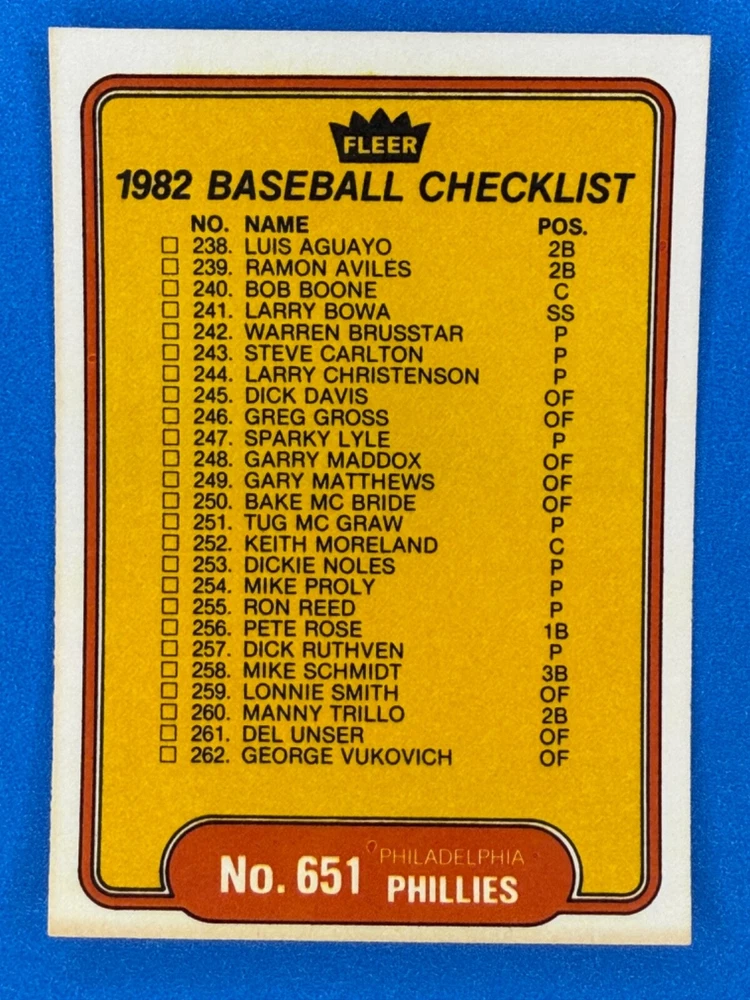 FLEER
1982 BASEBALL CHECKLIST
NO. NAME POS.
238. LUIS AGUAYO 2B
239. RAMON AVILES 2B
240. BOB BOONE C
241. LARRY BOWA SS
242. WARREN BRUSSTAR P
243. STEVE CARLTON P
244. LARRY CHRISTENSON P
245. DICK DAVIS OF
246. GREG GROSS OF
247. SPARKY LYLE P
248. GARRY MADDOX OF
249. GARY MATTHEWS OF
250. BAKE MC BRIDE OF
251. TUG MC GRAW P
252. KEITH MORELAND C
253. DICKIE NOLES P
254. MIKE PROLY P
255. RON REED P
256. PETE ROSE 1B
257. DICK RUTHVEN P
258. MIKE SCHMIDT 3B
259. LONNIE SMITH OF
260. MANNY TRILLO 2B
261. DEL UNSER OF
262. GEORGE VUKOVICH OF
No. 651 PHILADELPHIA
PHILLIES